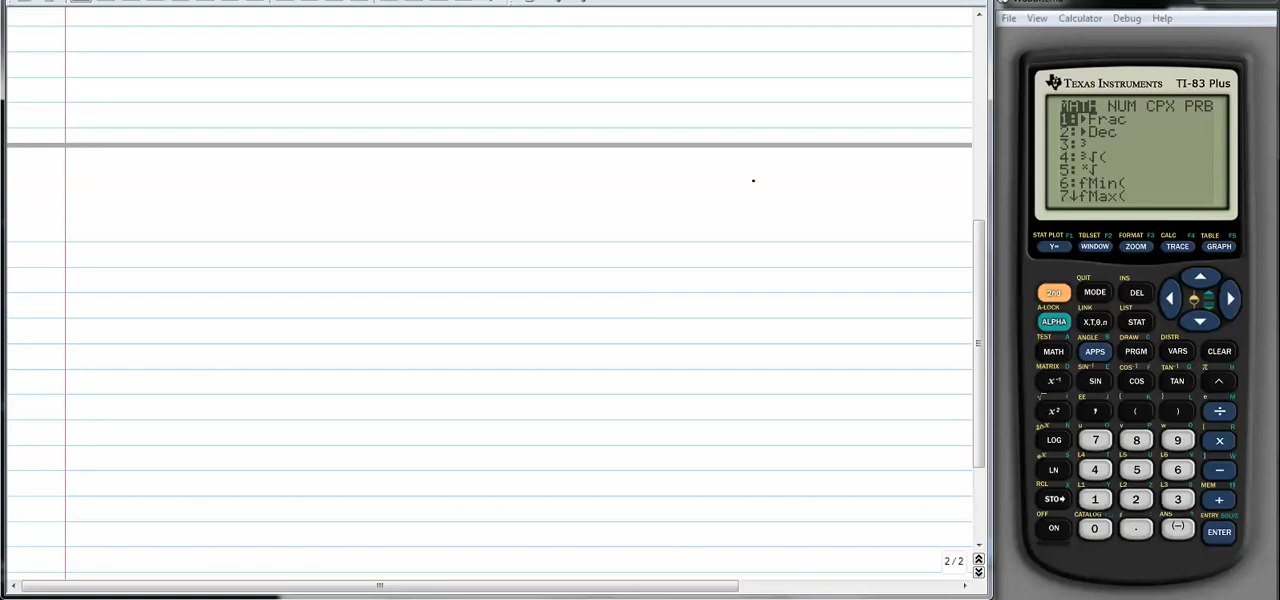 File View Calculator Debug Help
TEXAS INSTRUMENTS TI-83 Plus
MATH NUM CPX PRB
1:▸Frac
2:▸Dec
3:³
4:³√(
5:ˣ√
6:fMin(
7↓fMax(
STAT PLOT F1 TBLSET F2 FORMAT F3 CALC F4 TABLE F5
Y= WINDOW ZOOM TRACE GRAPH
QUIT INS
2nd MODE DEL
A-LOCK LINK LIST
ALPHA X,T,θ,n STAT
TEST A ANGLE B DRAW C DISTR
MATH APPS PRGM VARS CLEAR
MATRIX D SIN⁻¹ E COS⁻¹ F TAN⁻¹ G π H
x⁻¹ SIN COS TAN ^
√ I EE J { K } L e M
x² , ( ) ÷
10ˣ N u O v P w Q [ R
LOG 7 8 9 x
eˣ S L4 T L5 U L6 V ] W
LN 4 5 6 −
RCL X L1 Y L2 Z L3 θ MEM "
STO➔ 1 2 3 +
OFF CATALOG i ANS ? ENTRY SOLVE
ON 0 . (−) ENTER
2 / 2